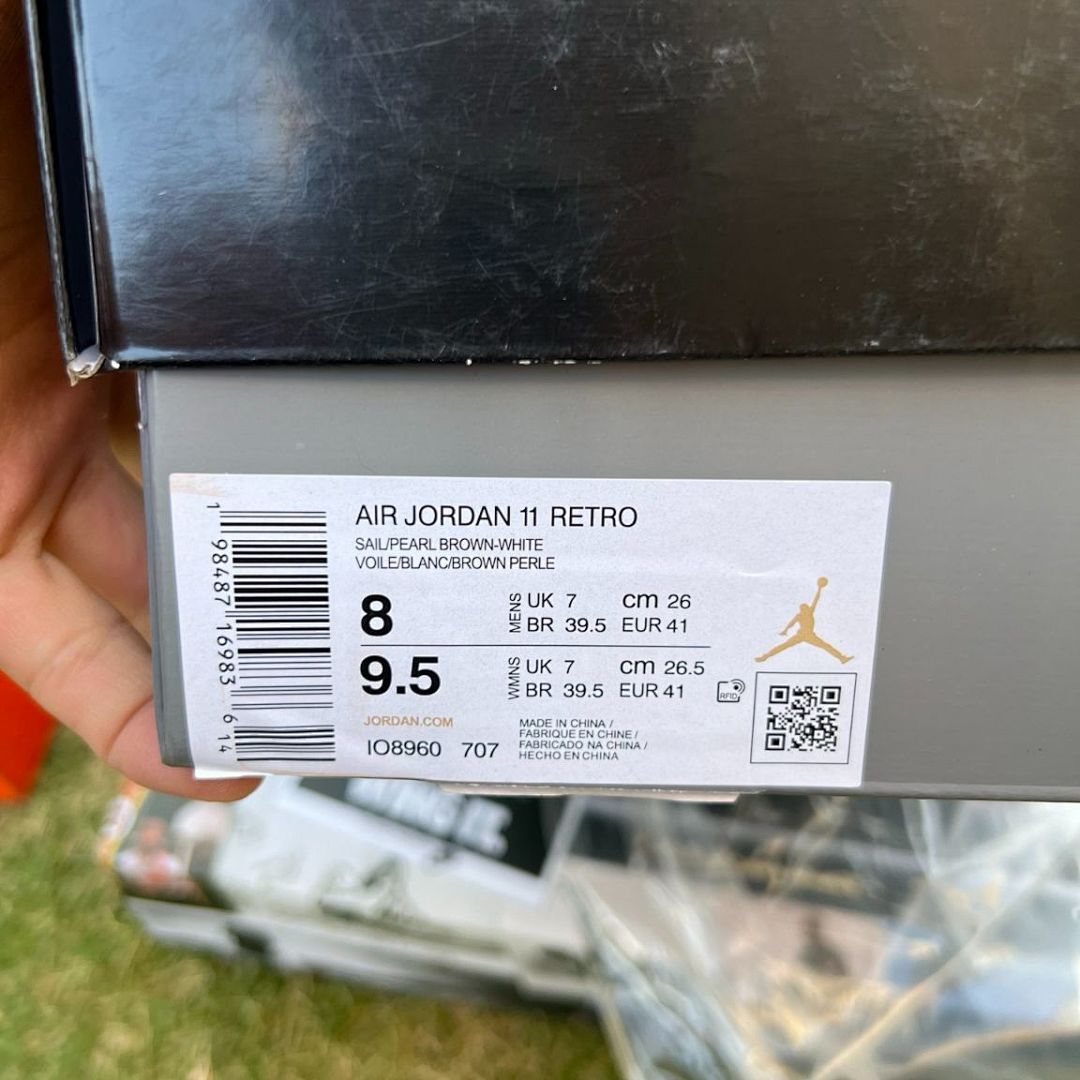 AIR JORDAN 11 RETRO
SAIL/PEARL BROWN-WHITE
VOILE/BLANC/BROWN PERLE
8
MENS
UK 7 cm 26
BR 39.5 EUR 41
9.5
WMNS
UK 7 cm 26.5
BR 39.5 EUR 41
RFID
JORDAN.COM
IO8960 707
MADE IN CHINA /
FABRIQUE EN CHINE /
FABRICADO NA CHINA /
HECHO EN CHINA
1 98487 16983 6 14